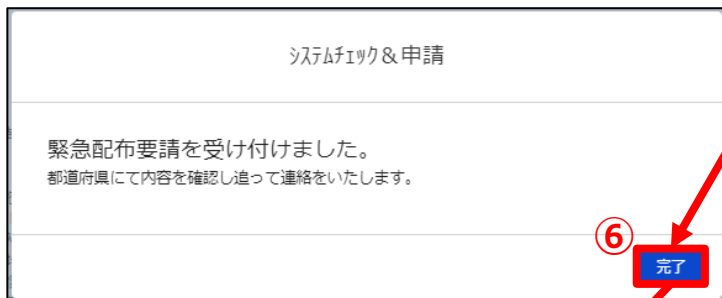 ｼｽﾃﾑﾁｪｯｸ＆申請
緊急配布要請を受け付けました。
都道府県にて内容を確認し追って連絡をいたします。
⑥
完了